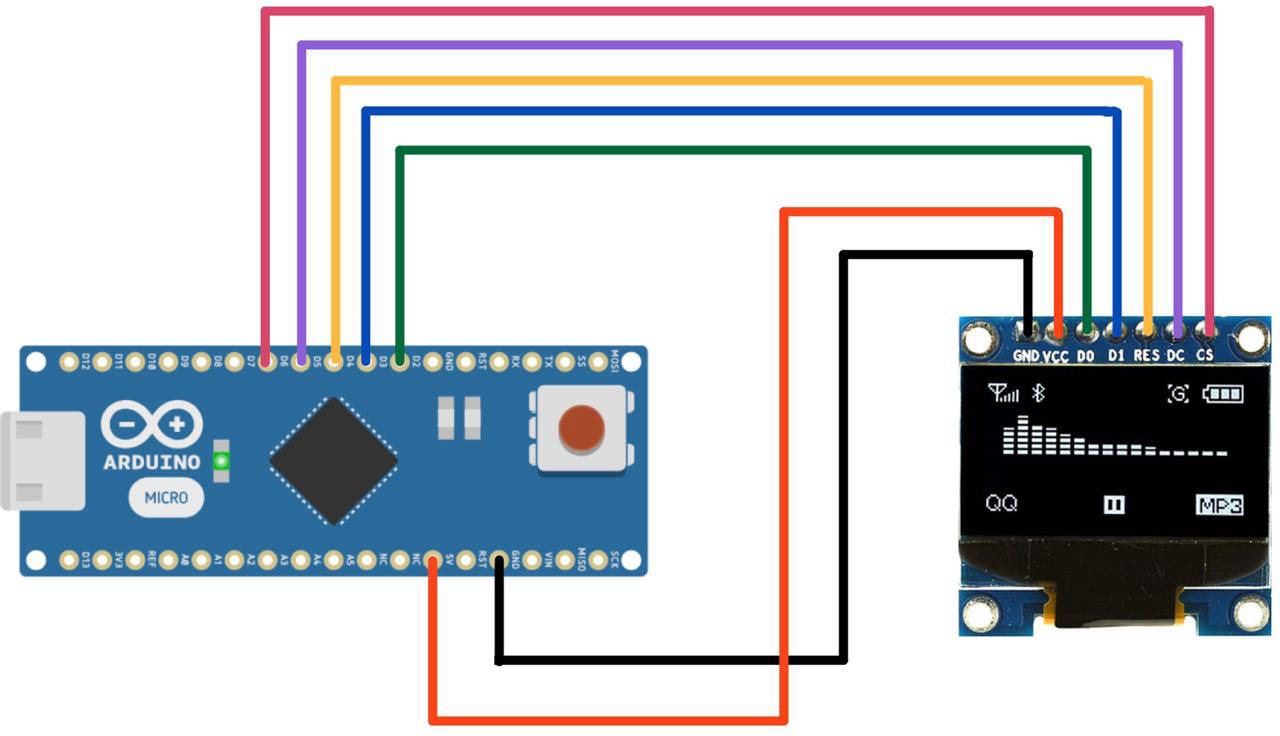 D12 D11 D10 D9 D8 D7 D6 D5 D4 D3 D2 GND RST RX TX SS MOSI
GND VCC D0 D1 RES DC CS
G
ARDUINO
MICRO
QQ
MP3
D13 3V3 REF A0 A1 A2 A3 A4 A5 NC NC 5V RST GND VIN MISO SCK